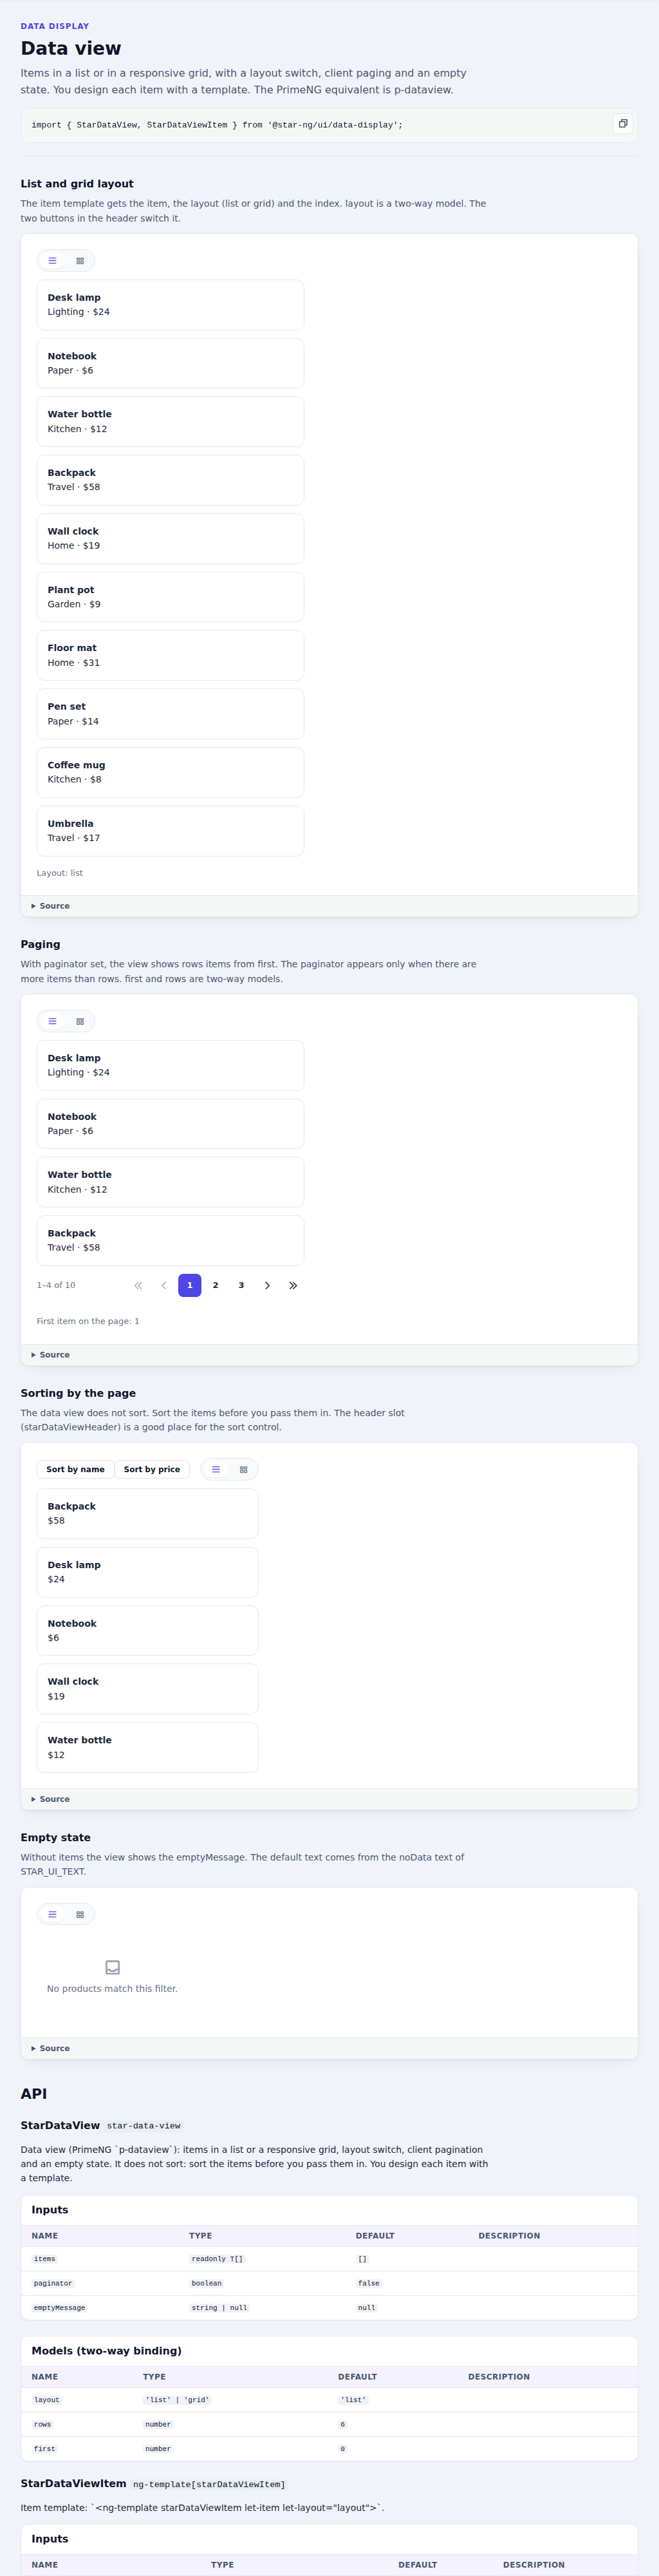 DATA DISPLAY
Data view
Items in a list or in a responsive grid, with a layout switch, client paging and an empty
state. You design each item with a template. The PrimeNG equivalent is p-dataview.
import { StarDataView, StarDataViewItem } from '@star-ng/ui/data-display';
List and grid layout
The item template gets the item, the layout (list or grid) and the index. layout is a two-way model. The
two buttons in the header switch it.
Desk lamp
Lighting · $24
Notebook
Paper · $6
Water bottle
Kitchen · $12
Backpack
Travel · $58
Wall clock
Home · $19
Plant pot
Garden · $9
Floor mat
Home · $31
Pen set
Paper · $14
Coffee mug
Kitchen · $8
Umbrella
Travel · $17
Layout: list
Source
Paging
With paginator set, the view shows rows items from first. The paginator appears only when there are
more items than rows. first and rows are two-way models.
Desk lamp
Lighting · $24
Notebook
Paper · $6
Water bottle
Kitchen · $12
Backpack
Travel · $58
1–4 of 10 1 2 3
First item on the page: 1
Source
Sorting by the page
The data view does not sort. Sort the items before you pass them in. The header slot
(starDataViewHeader) is a good place for the sort control.
Sort by name Sort by price
Backpack
$58
Desk lamp
$24
Notebook
$6
Wall clock
$19
Water bottle
$12
Source
Empty state
Without items the view shows the emptyMessage. The default text comes from the noData text of
STAR_UI_TEXT.
No products match this filter.
Source
API
StarDataView star-data-view
Data view (PrimeNG `p-dataview`): items in a list or a responsive grid, layout switch, client pagination
and an empty state. It does not sort: sort the items before you pass them in. You design each item with
a template.
Inputs
NAME TYPE DEFAULT DESCRIPTION
items readonly T[] []
paginator boolean false
emptyMessage string | null null
Models (two-way binding)
NAME TYPE DEFAULT DESCRIPTION
layout 'list' | 'grid' 'list'
rows number 6
first number 0
StarDataViewItem ng-template[starDataViewItem]
Item template: `<ng-template starDataViewItem let-item let-layout="layout">`.
Inputs
NAME TYPE DEFAULT DESCRIPTION